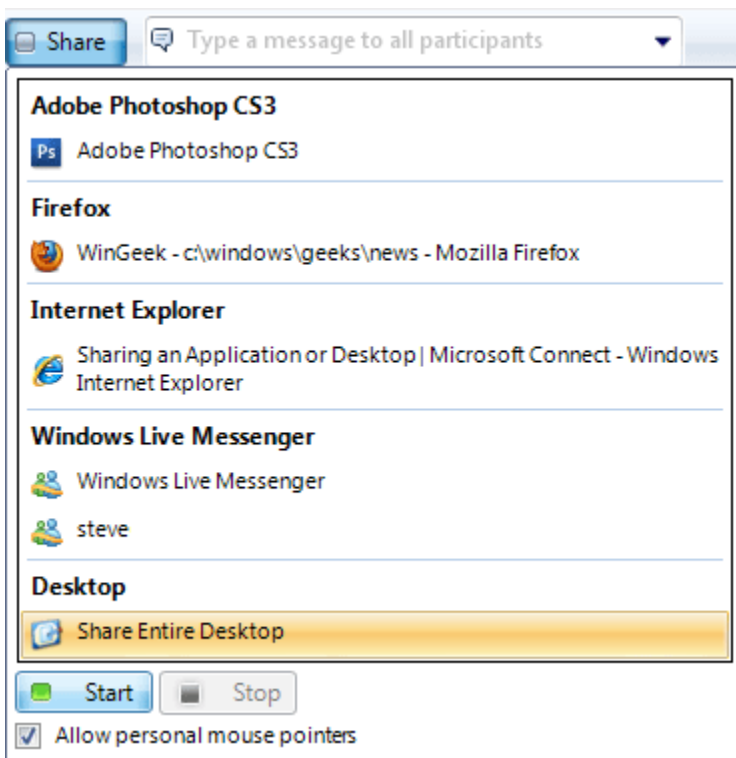 Share
Type a message to all participants
Adobe Photoshop CS3
Ps Adobe Photoshop CS3
Firefox
WinGeek - c:\windows\geeks\news - Mozilla Firefox
Internet Explorer
Sharing an Application or Desktop | Microsoft Connect - Windows
Internet Explorer
Windows Live Messenger
Windows Live Messenger
steve
Desktop
Share Entire Desktop
Start Stop
Allow personal mouse pointers